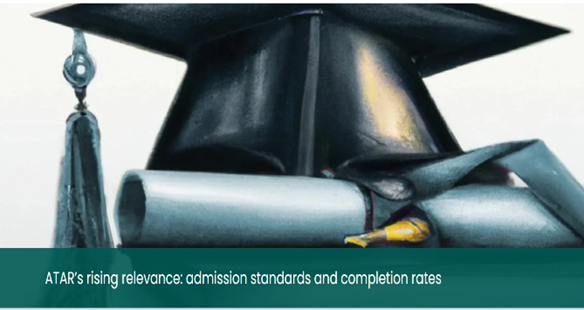 ATAR's rising relevance: admission standards and completion rates